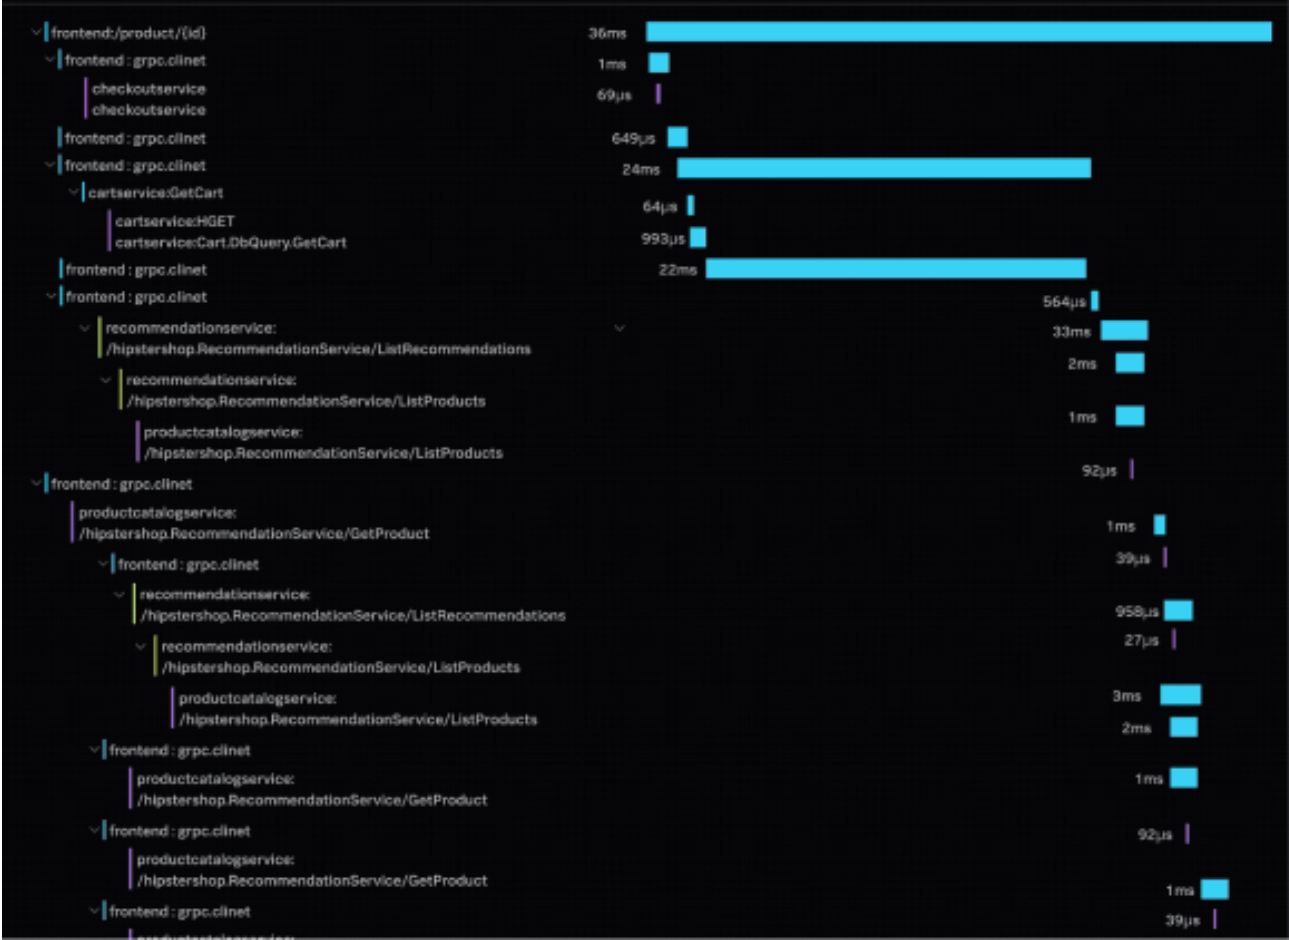 frontend:/product/{id} 36ms
frontend : grpc.clinet 1ms
checkoutservice
checkoutservice 69µs
frontend : grpc.clinet 649µs
frontend : grpc.clinet 24ms
cartservice:GetCart 64µs
cartservice:HGET
cartservice:Cart.DbQuery.GetCart 993µs
frontend : grpc.clinet 22ms
frontend : grpc.clinet 564µs
recommendationservice: 33ms
/hipstershop.RecommendationService/ListRecommendations
2ms
recommendationservice:
/hipstershop.RecommendationService/ListProducts
1ms
productcatalogservice:
/hipstershop.RecommendationService/ListProducts
92µs
frontend : grpc.clinet
productcatalogservice:
/hipstershop.RecommendationService/GetProduct 1ms
frontend : grpc.clinet 39µs
recommendationservice:
/hipstershop.RecommendationService/ListRecommendations 958µs
recommendationservice: 27µs
/hipstershop.RecommendationService/ListProducts
productcatalogservice: 3ms
/hipstershop.RecommendationService/ListProducts
2ms
frontend : grpc.clinet
productcatalogservice: 1ms
/hipstershop.RecommendationService/GetProduct
frontend : grpc.clinet 92µs
productcatalogservice:
/hipstershop.RecommendationService/GetProduct
1ms
frontend : grpc.clinet 39µs